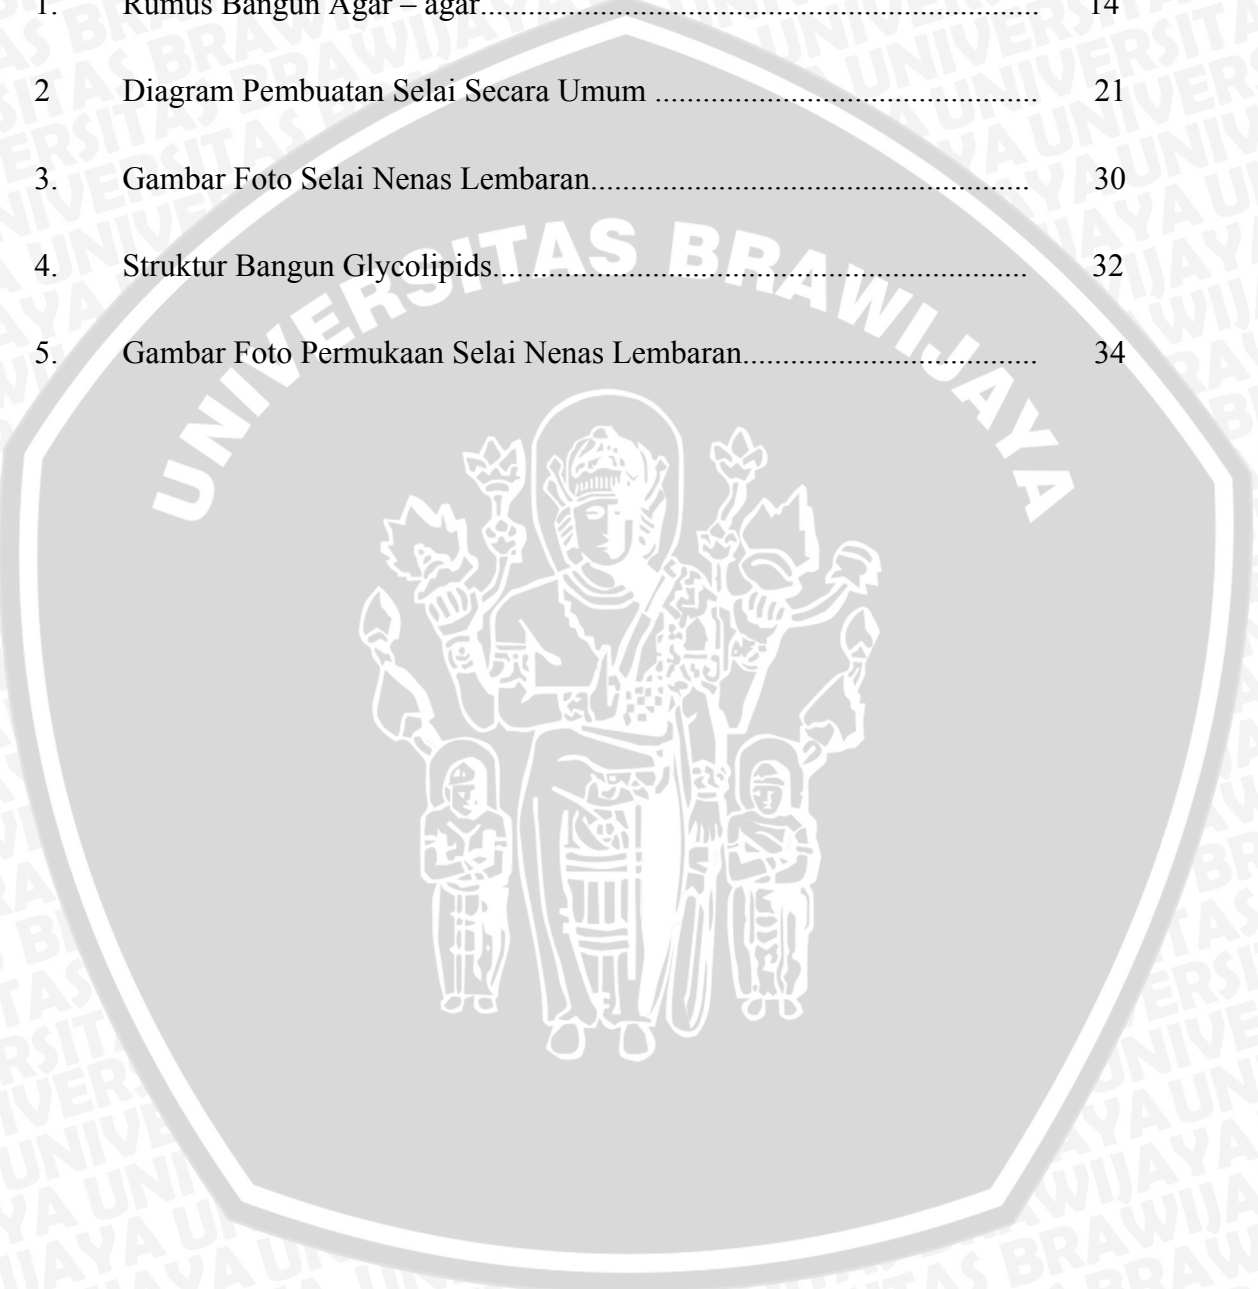 1. Rumus Bangun Agar – agar...................................................................... 14
2 Diagram Pembuatan Selai Secara Umum ................................................ 21
3. Gambar Foto Selai Nenas Lembaran....................................................... 30
4. Struktur Bangun Glycolipids................................................................... 32
5. Gambar Foto Permukaan Selai Nenas Lembaran..................................... 34
UNIVERSITAS BRAWIJAYA